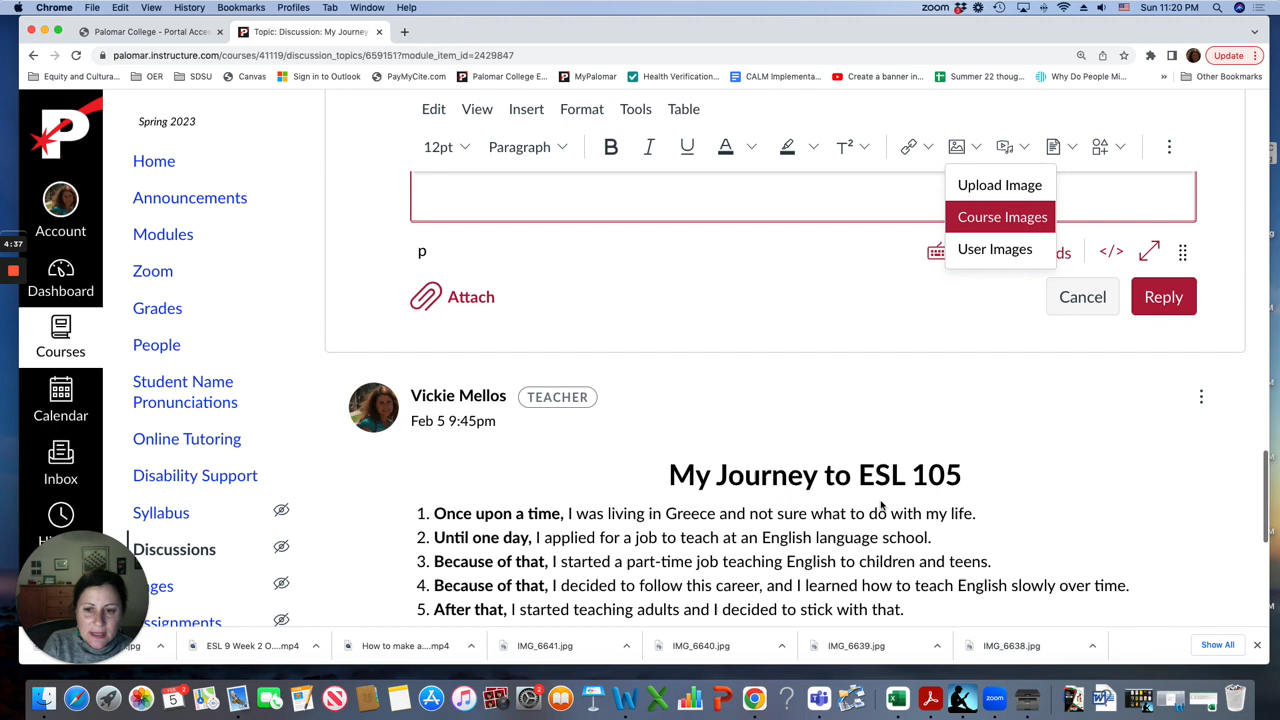 Chrome File Edit View History Bookmarks Profiles Tab Window Help zoom Sun 11:20 PM
Palomar College - Portal Acces
Topic: Discussion: My Journey
palomar.instructure.com/courses/41119/discussion_topics/659151?module_item_id=2429847
Update
Equity and Cultura... OER SDSU Canvas Sign in to Outlook PayMyCite.com Palomar College E... MyPalomar Health Verification... CALM Implementa... Create a banner in... Summer 22 thoug... Why Do People Mi... » Other Bookmarks
Account
Dashboard
Courses
Calendar
Inbox
4:37
Spring 2023
Home
Announcements
Modules
Zoom
Grades
People
Student Name
Pronunciations
Online Tutoring
Disability Support
Syllabus
Discussions
ages
ssignments
Edit View Insert Format Tools Table
12pt Paragraph B I U A T²
Upload Image
Course Images
User Images
p
ds </>
Attach
Cancel Reply
Vickie Mellos TEACHER
Feb 5 9:45pm
My Journey to ESL 105
1. Once upon a time, I was living in Greece and not sure what to do with my life.
2. Until one day, I applied for a job to teach at an English language school.
3. Because of that, I started a part-time job teaching English to children and teens.
4. Because of that, I decided to follow this career, and I learned how to teach English slowly over time.
5. After that, I started teaching adults and I decided to stick with that.
jpg ESL 9 Week 2 O....mp4 How to make a....mp4 IMG_6641.jpg IMG_6640.jpg IMG_6639.jpg IMG_6638.jpg Show All